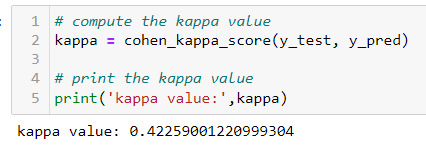 1 # compute the kappa value
2 kappa = cohen_kappa_score(y_test, y_pred)
3
4 # print the kappa value
5 print('kappa value:',kappa)
kappa value: 0.42259001220999304